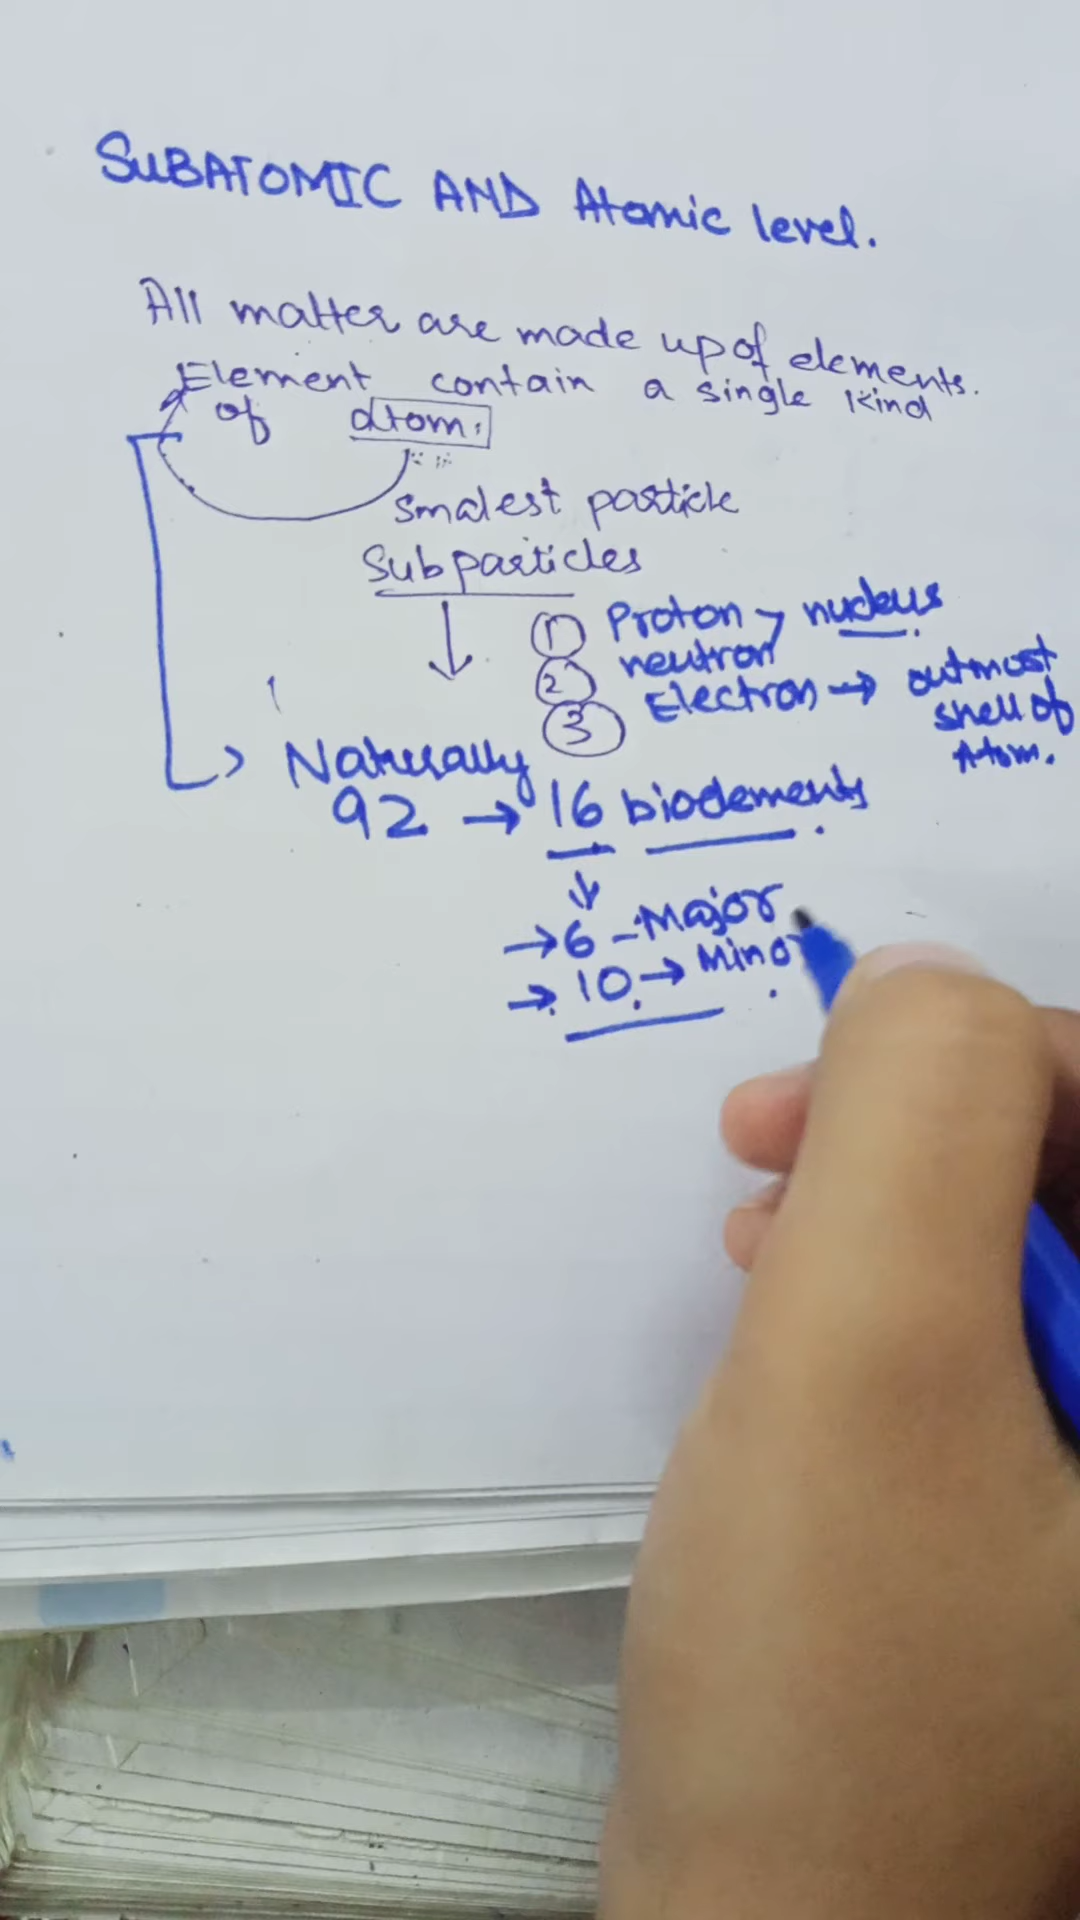 SUBATOMIC AND Atomic level.
All matter are made up of elements.
Element contain a single kind
of atom.
Smalest particle
Subparticles
1 Proton → nucleus
2 neutron
3 Electron → outmost
shell of
Atom.
Naturally
92 → 16 bioelements.
→ 6 - Major
→ 10 → Minor